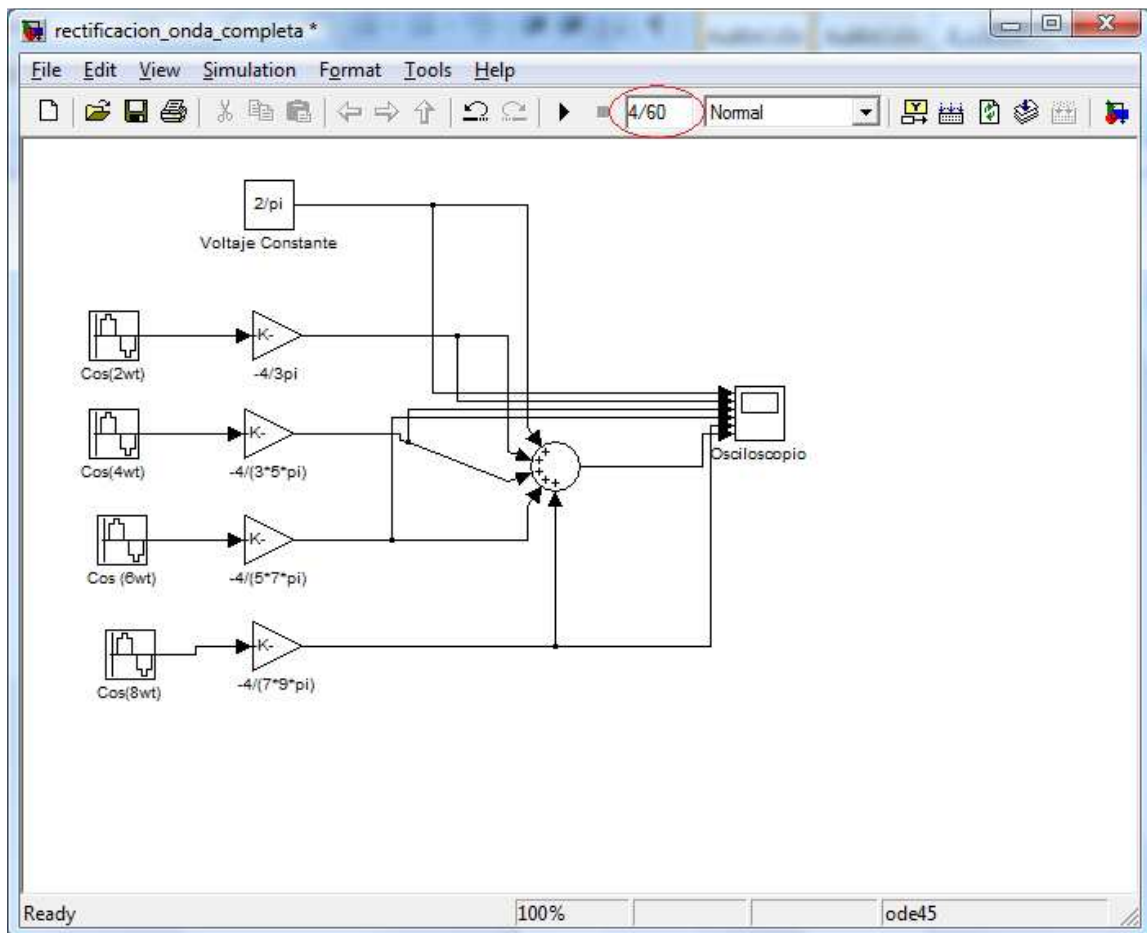 rectificacion_onda_completa *
File Edit View Simulation Format Tools Help
4/60 Normal
2/pi
Voltaje Constante
-K-
Cos(2wt)
-4/3pi
-K-
Cos(4wt)
-4/(3*5*pi)
Osciloscopio
-K-
Cos (6wt)
-4/(5*7*pi)
-K-
Cos(8wt)
-4/(7*9*pi)
Ready 100% ode45